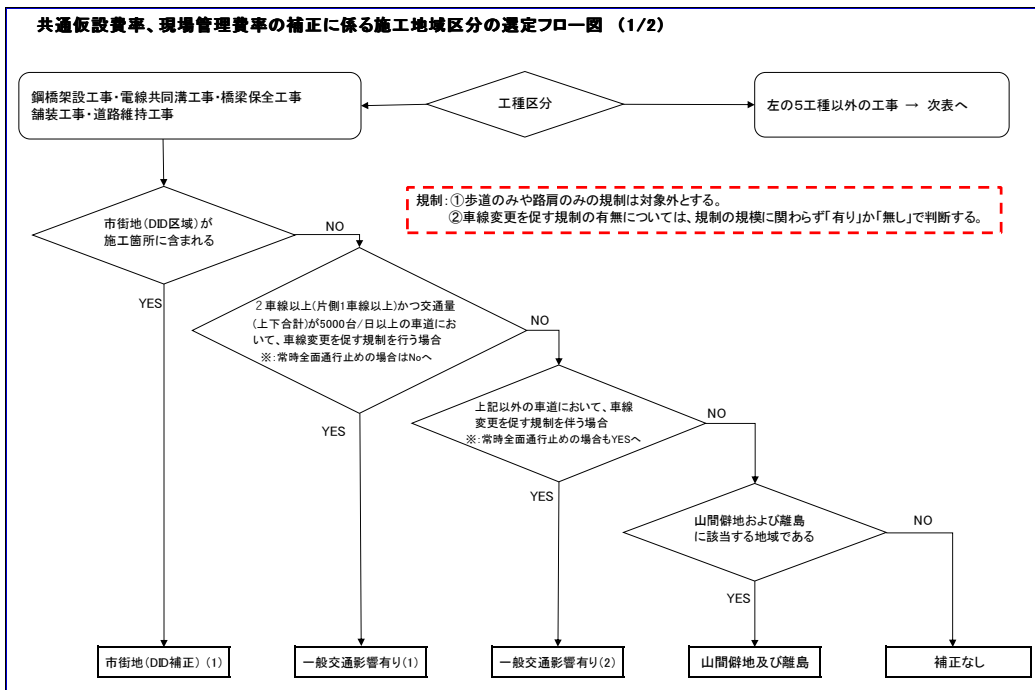 共通仮設費率、現場管理費率の補正に係る施工地域区分の選定フロー図 (1/2)
鋼橋架設工事・電線共同溝工事・橋梁保全工事
舗装工事・道路維持工事
工種区分
左の5工種以外の工事 → 次表へ
規制:①歩道のみや路肩のみの規制は対象外とする。
②車線変更を促す規制の有無については、規制の規模に関わらず「有り」か「無し」で判断する。
市街地(DID区域)が
施工箇所に含まれる
NO
YES
2車線以上(片側1車線以上)かつ交通量
(上下合計)が5000台/日以上の車道にお
いて、車線変更を促す規制を行う場合
※:常時全面通行止めの場合はNoへ
NO
YES
上記以外の車道において、車線
変更を促す規制を伴う場合
※:常時全面通行止めの場合もYESへ
NO
YES
山間僻地および離島
に該当する地域である
NO
YES
市街地(DID補正) (1)
一般交通影響有り(1)
一般交通影響有り(2)
山間僻地及び離島
補正なし